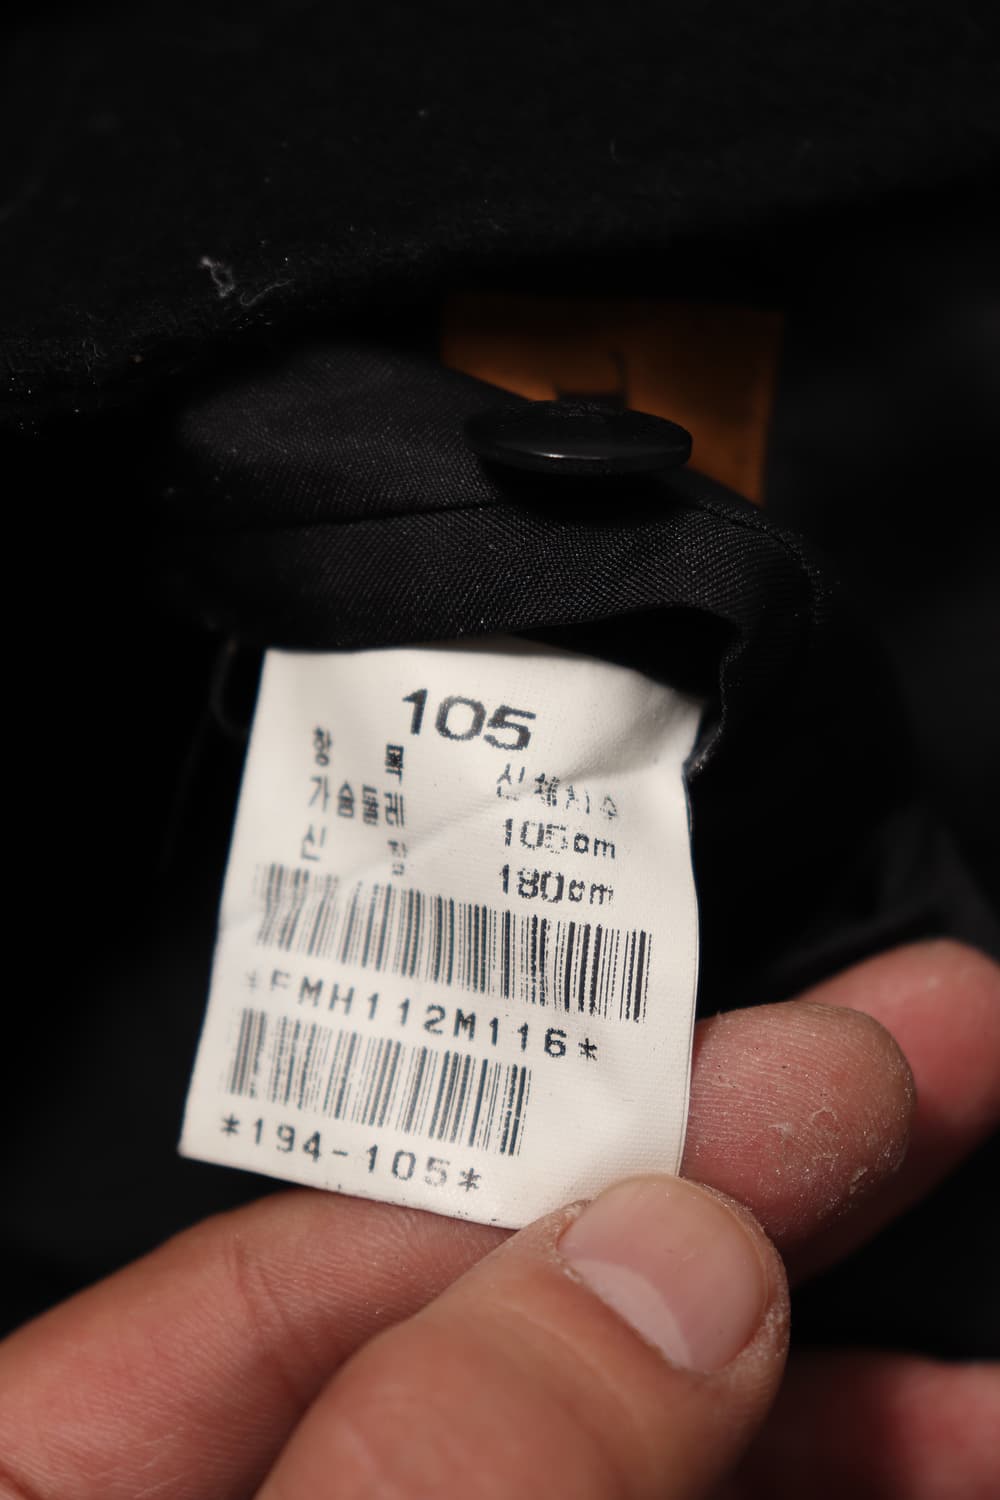 105
항 목 신체치수
가슴둘레 105cm
신 장 180cm
*FMH112M116*
*194-105*